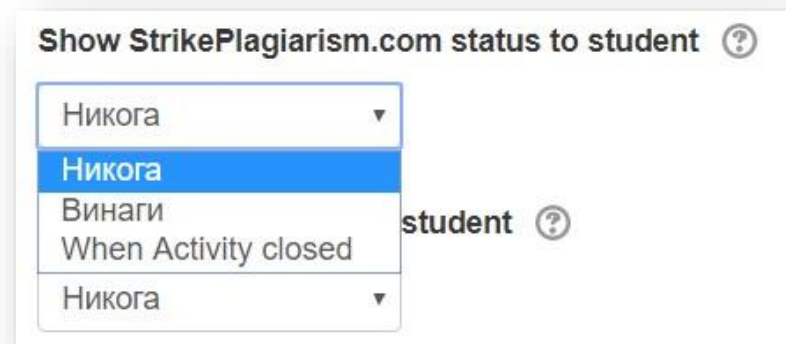 Show StrikePlagiarism.com status to student
Никога
Никога
Винаги
student
When Activity closed
Никога